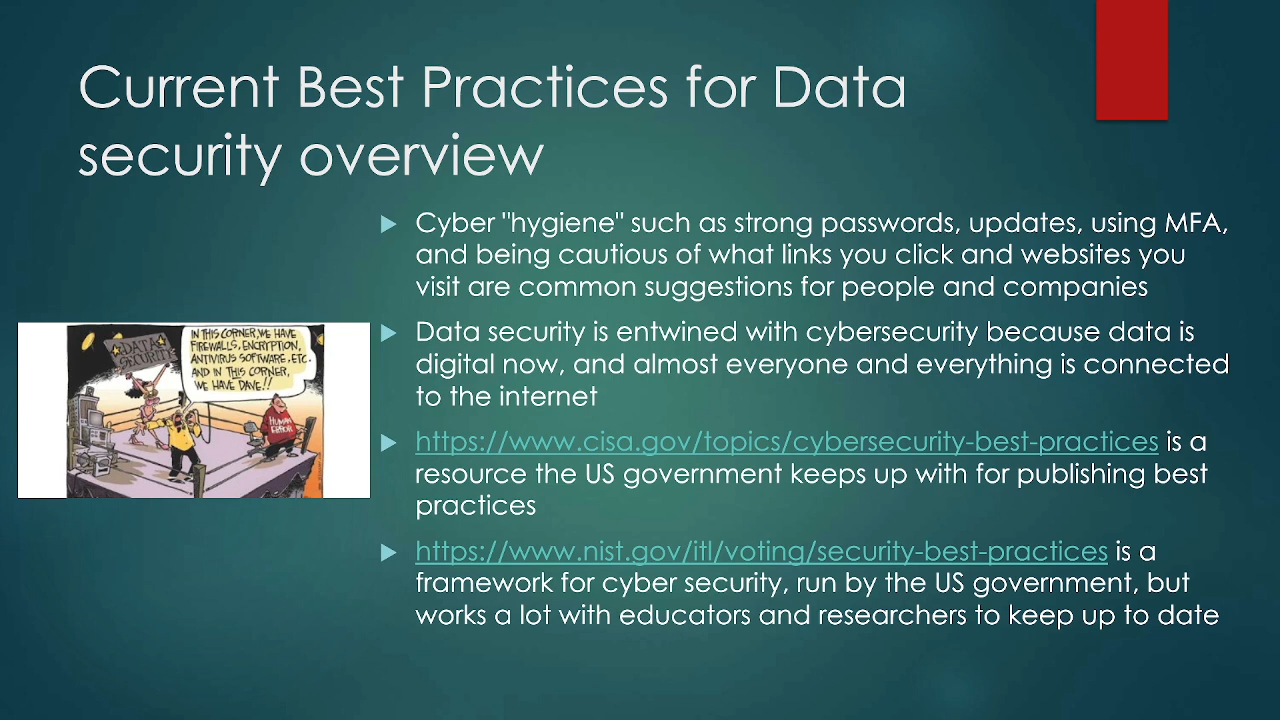 Current Best Practices for Data
security overview
Cyber "hygiene" such as strong passwords, updates, using MFA,
and being cautious of what links you click and websites you
visit are common suggestions for people and companies
Data security is entwined with cybersecurity because data is
digital now, and almost everyone and everything is connected
to the internet
https://www.cisa.gov/topics/cybersecurity-best-practices is a
resource the US government keeps up with for publishing best
practices
https://www.nist.gov/itl/voting/security-best-practices is a
framework for cyber security, run by the US government, but
works a lot with educators and researchers to keep up to date
DATA
SECURITY
IN THIS CORNER, WE HAVE
FIREWALLS, ENCRYPTION,
ANTIVIRUS SOFTWARE, ETC.
AND IN THIS CORNER,
WE HAVE DAVE!!
HUMAN
ERROR